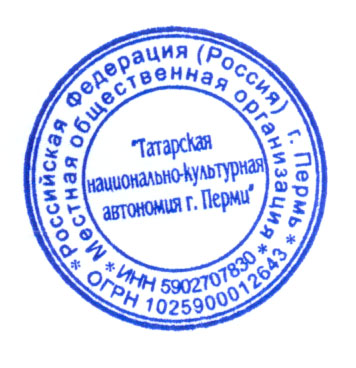 * Российская Федерация (Россия) г. Пермь *
ОГРН 1025900012643
* Местная общественная организация *
ИНН 5902707830
"Татарская
национально-культурная
автономия г. Перми"